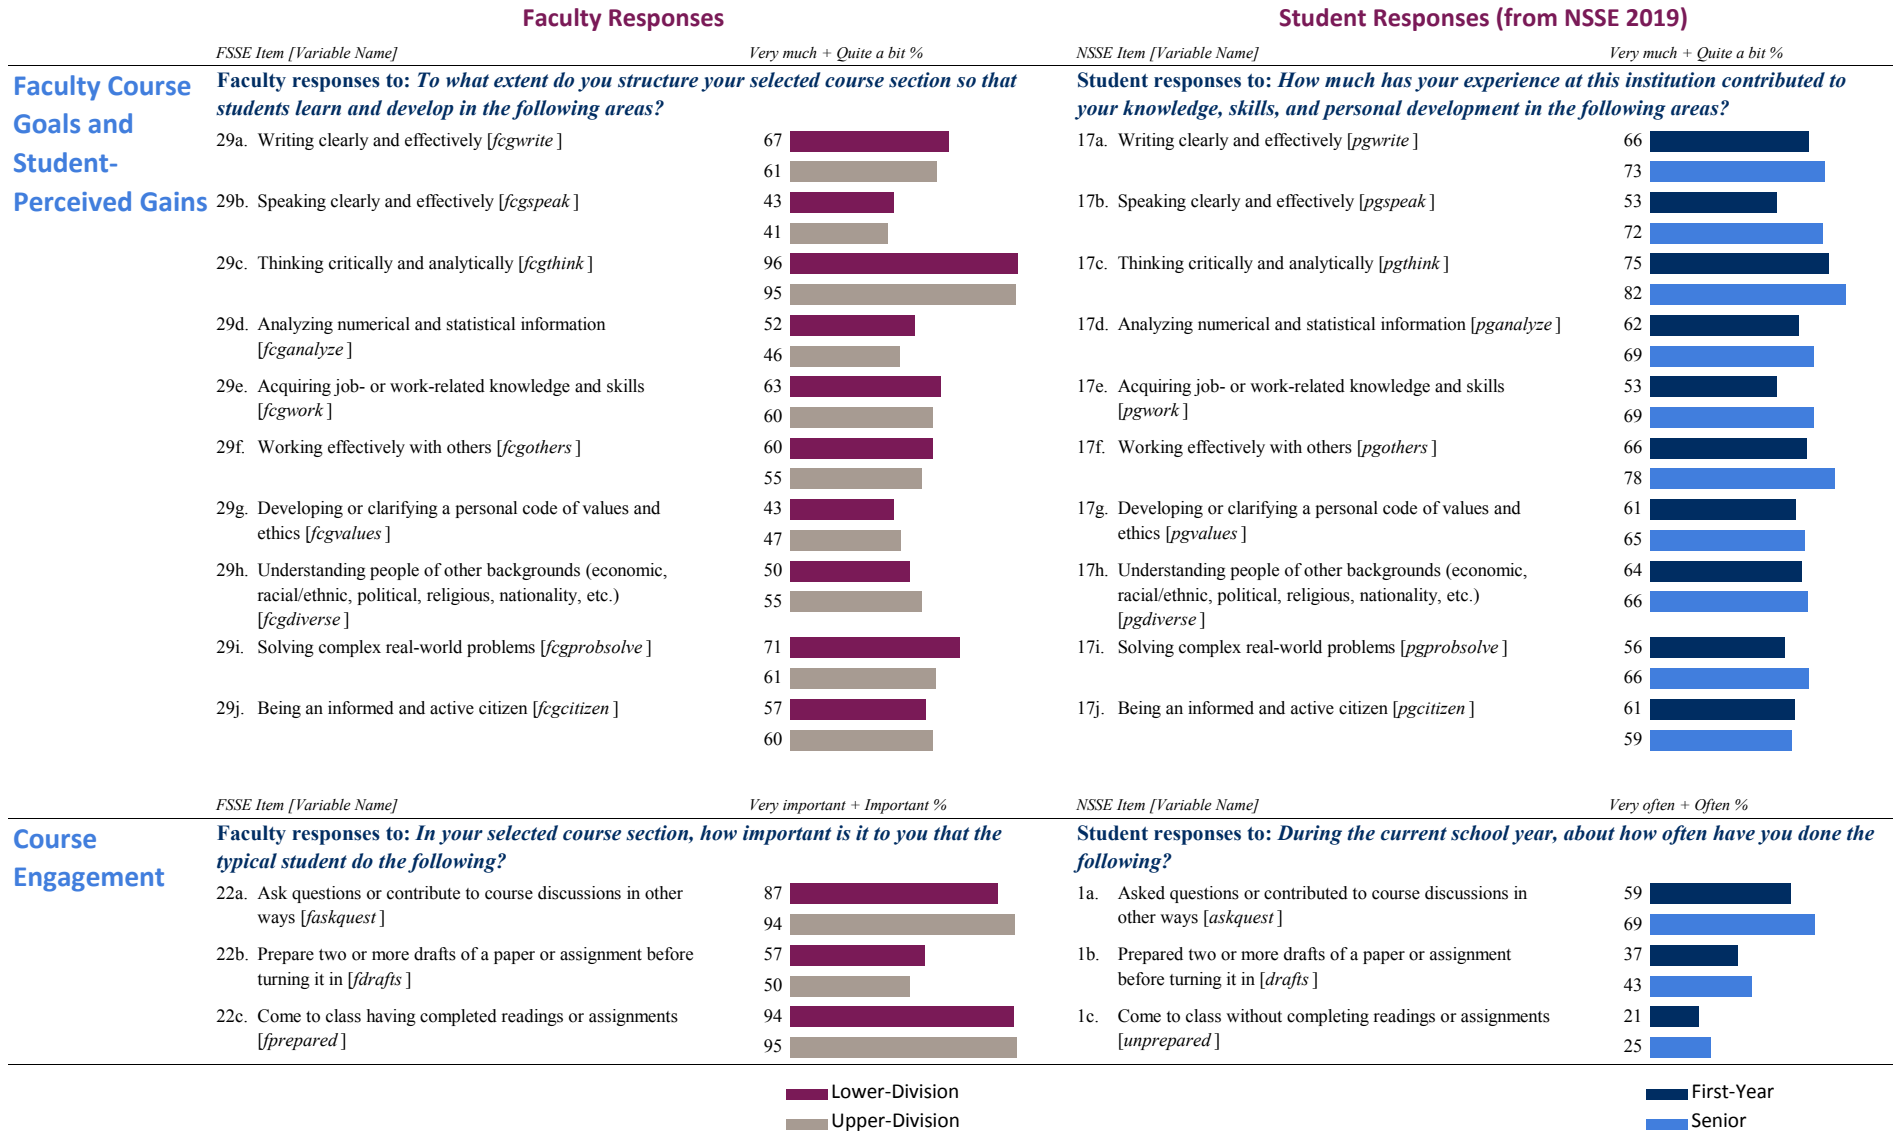 Faculty Responses
Student Responses (from NSSE 2019)
FSSE Item [Variable Name]
Very much + Quite a bit %
NSSE Item [Variable Name]
Very much + Quite a bit %
Faculty Course
Goals and
Student-
Perceived Gains
Faculty responses to: To what extent do you structure your selected course section so that
students learn and develop in the following areas?
29a. Writing clearly and effectively [fcgwrite ]
67
61
29b. Speaking clearly and effectively [fcgspeak ]
43
41
29c. Thinking critically and analytically [fcgthink ]
96
95
29d. Analyzing numerical and statistical information
[fcganalyze ]
52
46
29e. Acquiring job- or work-related knowledge and skills
[fcgwork ]
63
60
29f. Working effectively with others [fcgothers ]
60
55
29g. Developing or clarifying a personal code of values and
ethics [fcgvalues ]
43
47
29h. Understanding people of other backgrounds (economic,
racial/ethnic, political, religious, nationality, etc.)
[fcgdiverse ]
50
55
29i. Solving complex real-world problems [fcgprobsolve ]
71
61
29j. Being an informed and active citizen [fcgcitizen ]
57
60
Student responses to: How much has your experience at this institution contributed to
your knowledge, skills, and personal development in the following areas?
17a. Writing clearly and effectively [pgwrite ]
66
73
17b. Speaking clearly and effectively [pgspeak ]
53
72
17c. Thinking critically and analytically [pgthink ]
75
82
17d. Analyzing numerical and statistical information [pganalyze ]
62
69
17e. Acquiring job- or work-related knowledge and skills
[pgwork ]
53
69
17f. Working effectively with others [pgothers ]
66
78
17g. Developing or clarifying a personal code of values and
ethics [pgvalues ]
61
65
17h. Understanding people of other backgrounds (economic,
racial/ethnic, political, religious, nationality, etc.)
[pgdiverse ]
64
66
17i. Solving complex real-world problems [pgprobsolve ]
56
66
17j. Being an informed and active citizen [pgcitizen ]
61
59
FSSE Item [Variable Name]
Very important + Important %
NSSE Item [Variable Name]
Very often + Often %
Course
Engagement
Faculty responses to: In your selected course section, how important is it to you that the
typical student do the following?
22a. Ask questions or contribute to course discussions in other
ways [faskquest ]
87
94
22b. Prepare two or more drafts of a paper or assignment before
turning it in [fdrafts ]
57
50
22c. Come to class having completed readings or assignments
[fprepared ]
94
95
Student responses to: During the current school year, about how often have you done the
following?
1a. Asked questions or contributed to course discussions in
other ways [askquest ]
59
69
1b. Prepared two or more drafts of a paper or assignment
before turning it in [drafts ]
37
43
1c. Come to class without completing readings or assignments
[unprepared ]
21
25
Lower-Division
Upper-Division
First-Year
Senior